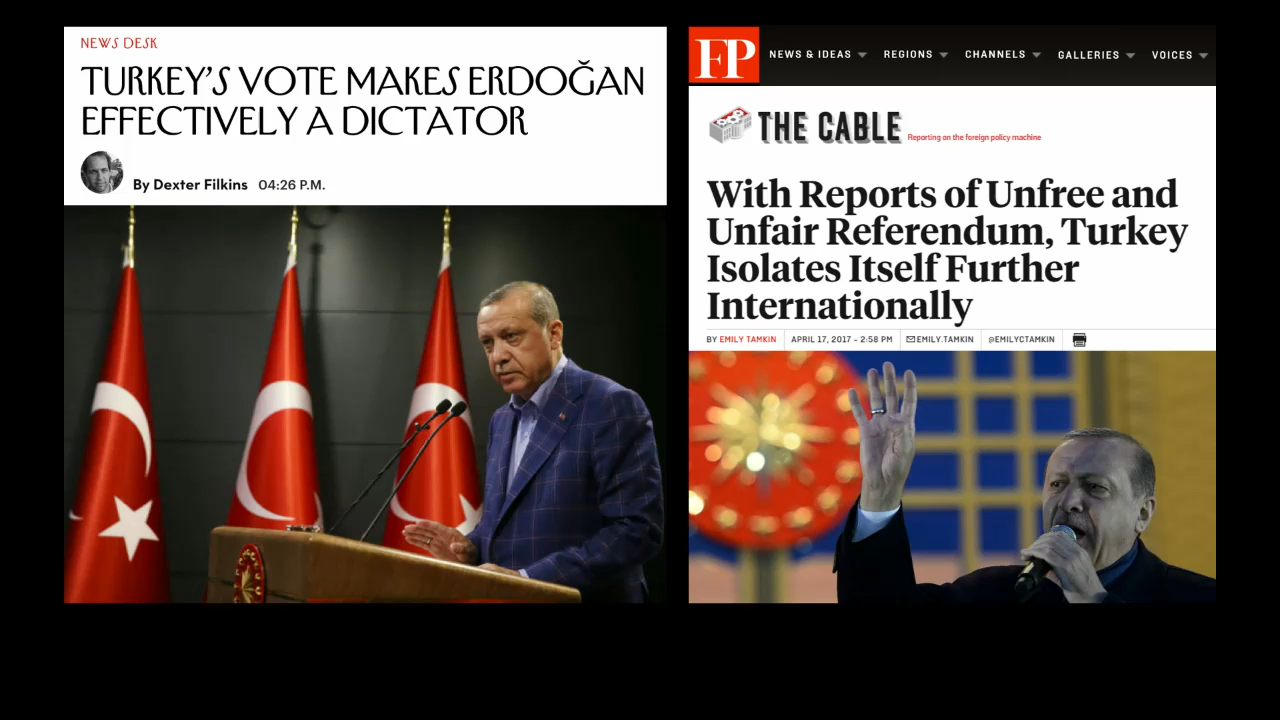 NEWS DESK
TURKEY'S VOTE MAKES ERDOĞAN
EFFECTIVELY A DICTATOR
By Dexter Filkins 04:26 P.M.
FP NEWS & IDEAS REGIONS CHANNELS GALLERIES VOICES
THE CABLE Reporting on the foreign policy machine
With Reports of Unfree and
Unfair Referendum, Turkey
Isolates Itself Further
Internationally
BY EMILY TAMKIN APRIL 17, 2017 - 2:58 PM EMILY.TAMKIN @EMILYCTAMKIN